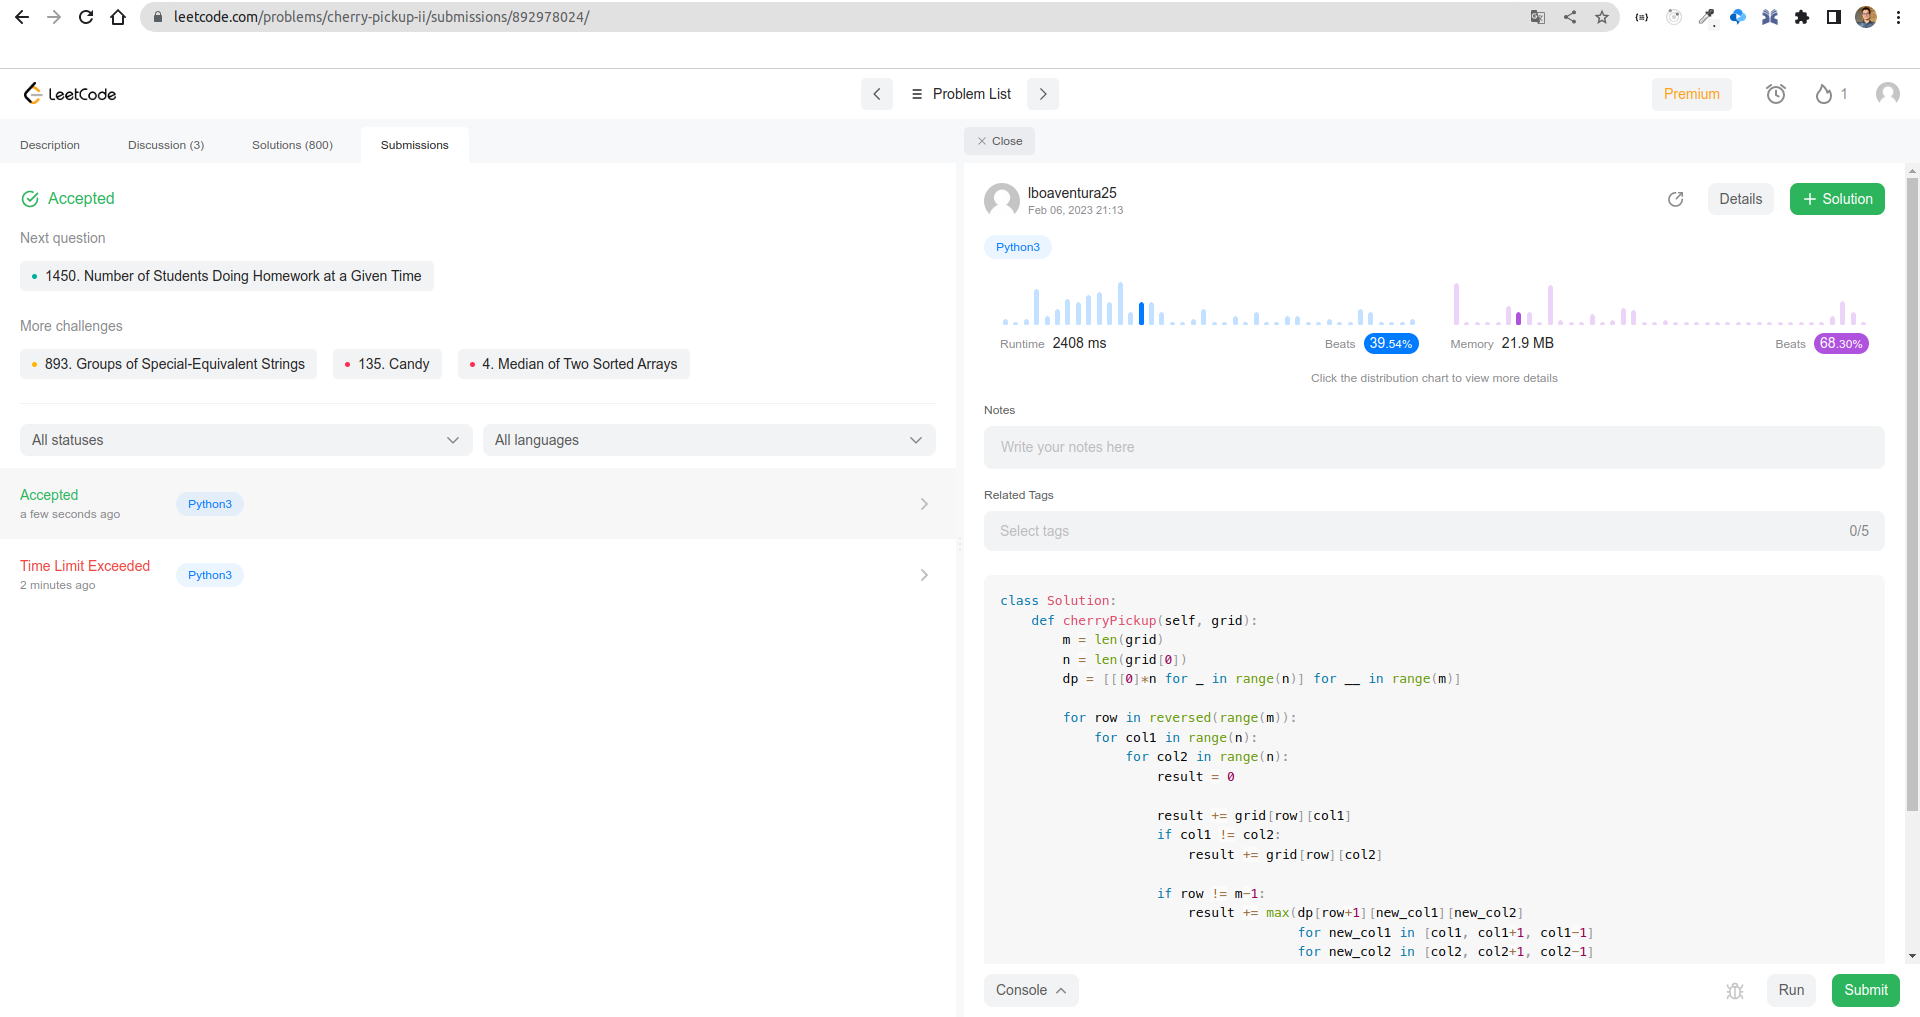 leetcode.com/problems/cherry-pickup-ii/submissions/892978024/
LeetCode
Problem List
Premium
1
Description
Discussion (3)
Solutions (800)
Submissions
Accepted
Next question
1450. Number of Students Doing Homework at a Given Time
More challenges
893. Groups of Special-Equivalent Strings
135. Candy
4. Median of Two Sorted Arrays
All statuses
All languages
Accepted
a few seconds ago
Python3
Time Limit Exceeded
2 minutes ago
Python3
Close
lboaventura25
Feb 06, 2023 21:13
Details
+ Solution
Python3
Runtime 2408 ms
Beats 39.54%
Memory 21.9 MB
Beats 68.30%
Click the distribution chart to view more details
Notes
Write your notes here
Related Tags
Select tags
0/5
class Solution:
    def cherryPickup(self, grid):
        m = len(grid)
        n = len(grid[0])
        dp = [[[0]*n for _ in range(n)] for __ in range(m)]
        for row in reversed(range(m)):
            for col1 in range(n):
                for col2 in range(n):
                    result = 0
                    result += grid[row][col1]
                    if col1 != col2:
                        result += grid[row][col2]
                    if row != m-1:
                        result += max(dp[row+1][new_col1][new_col2]
                                      for new_col1 in [col1, col1+1, col1-1]
                                      for new_col2 in [col2, col2+1, col2-1]
Console
Run
Submit